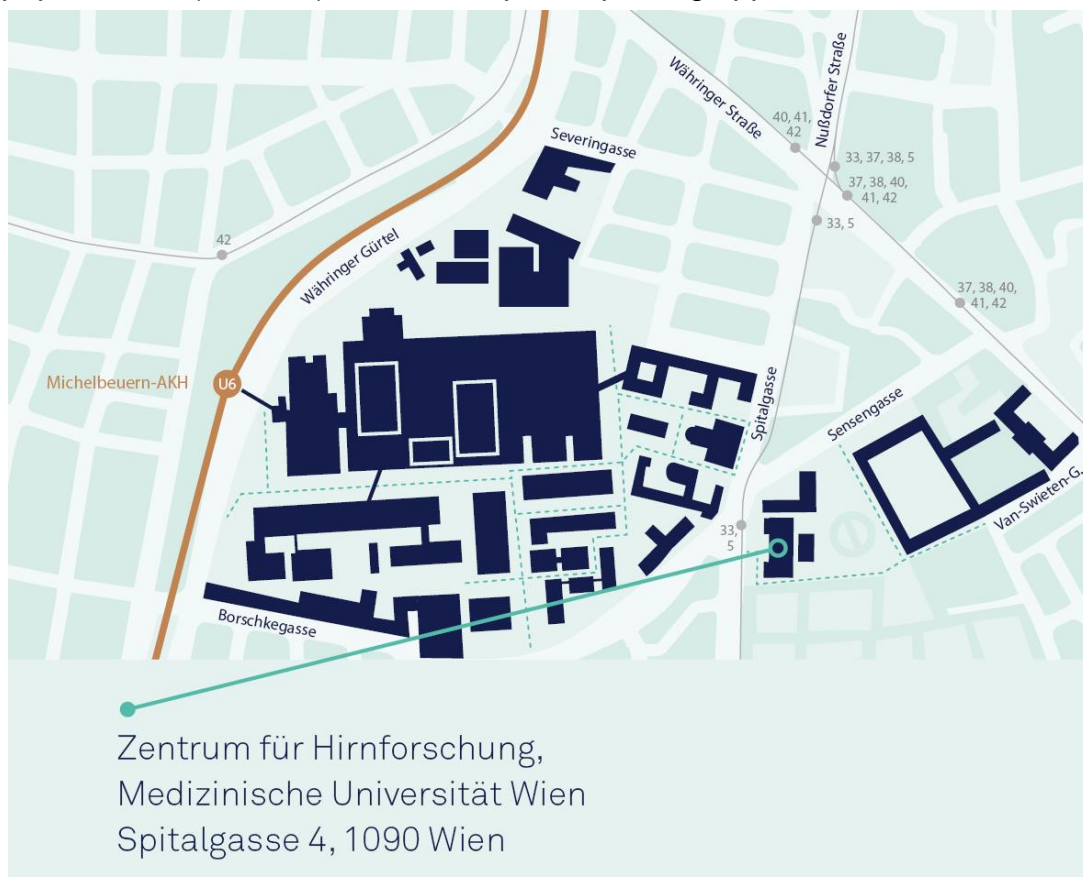 Währinger Straße
Nußdorfer Straße
40, 41,
42
Severingasse
33, 37, 38, 5
37, 38, 40,
41, 42
33, 5
42
Währinger Gürtel
37, 38, 40,
41, 42
Michelbeuern-AKH
U6
Spitalgasse
Sensengasse
Van-Swieten-G.
33,
5
Borschkegasse
Zentrum für Hirnforschung,
Medizinische Universität Wien
Spitalgasse 4, 1090 Wien